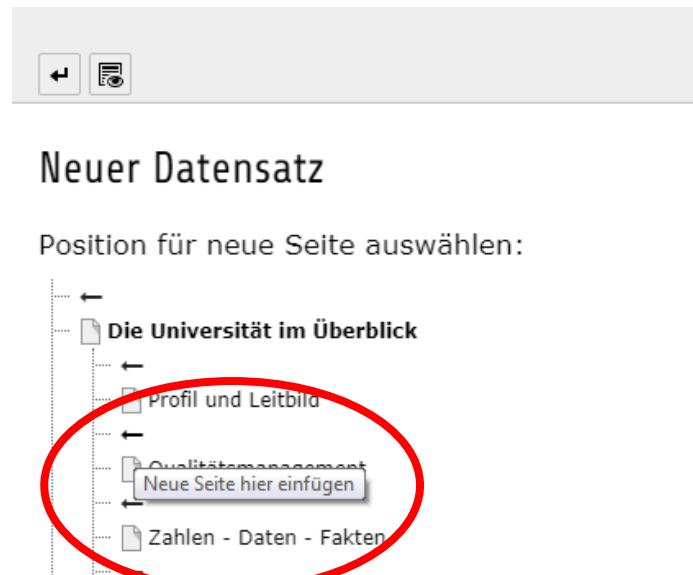 Neuer Datensatz
Position für neue Seite auswählen:
Die Universität im Überblick
Profil und Leitbild
Qualitätsmanagement
Neue Seite hier einfügen
Zahlen - Daten - Fakten